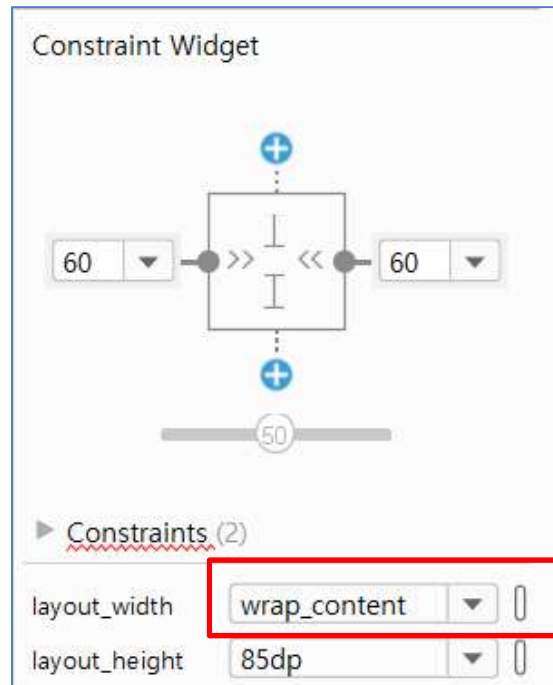 Constraint Widget
60 60
50
Constraints (2)
layout_width wrap_content
layout_height 85dp